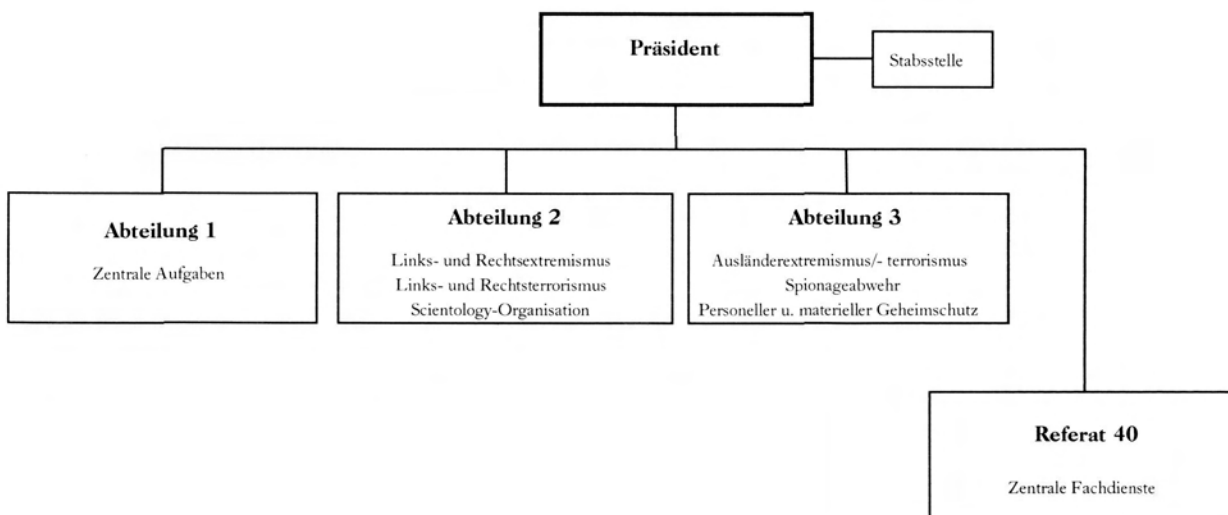 Präsident
Stabsstelle
Abteilung 1
Zentrale Aufgaben
Abteilung 2
Links- und Rechtsextremismus
Links- und Rechtsterrorismus
Scientology-Organisation
Abteilung 3
Ausländerextremismus/- terrorismus
Spionageabwehr
Personeller u. materieller Geheimschutz
Referat 40
Zentrale Fachdienste